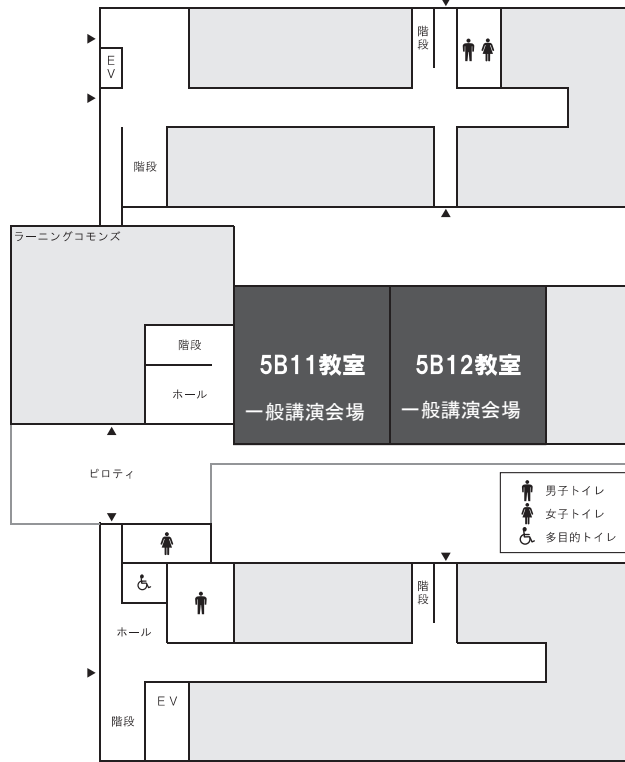 階段
EV
階段
ラーニングコモンズ
階段
ホール
5B11教室
一般講演会場
5B12教室
一般講演会場
ピロティ
男子トイレ
女子トイレ
多目的トイレ
階段
ホール
階段
EV